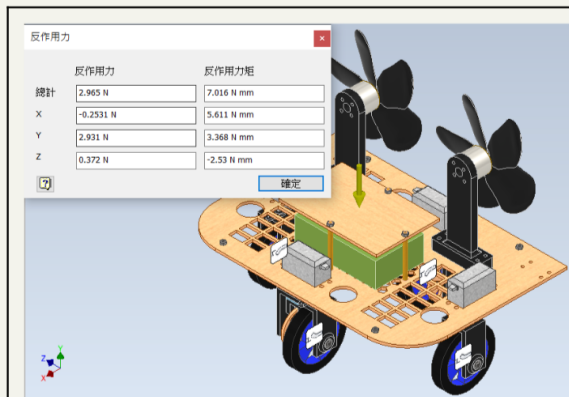 反作用力
反作用力 反作用力矩
總計 2.965 N 7.016 N mm
X -0.2531 N 5.611 N mm
Y 2.931 N 3.368 N mm
Z 0.372 N -2.53 N mm
確定
Y
Z
X